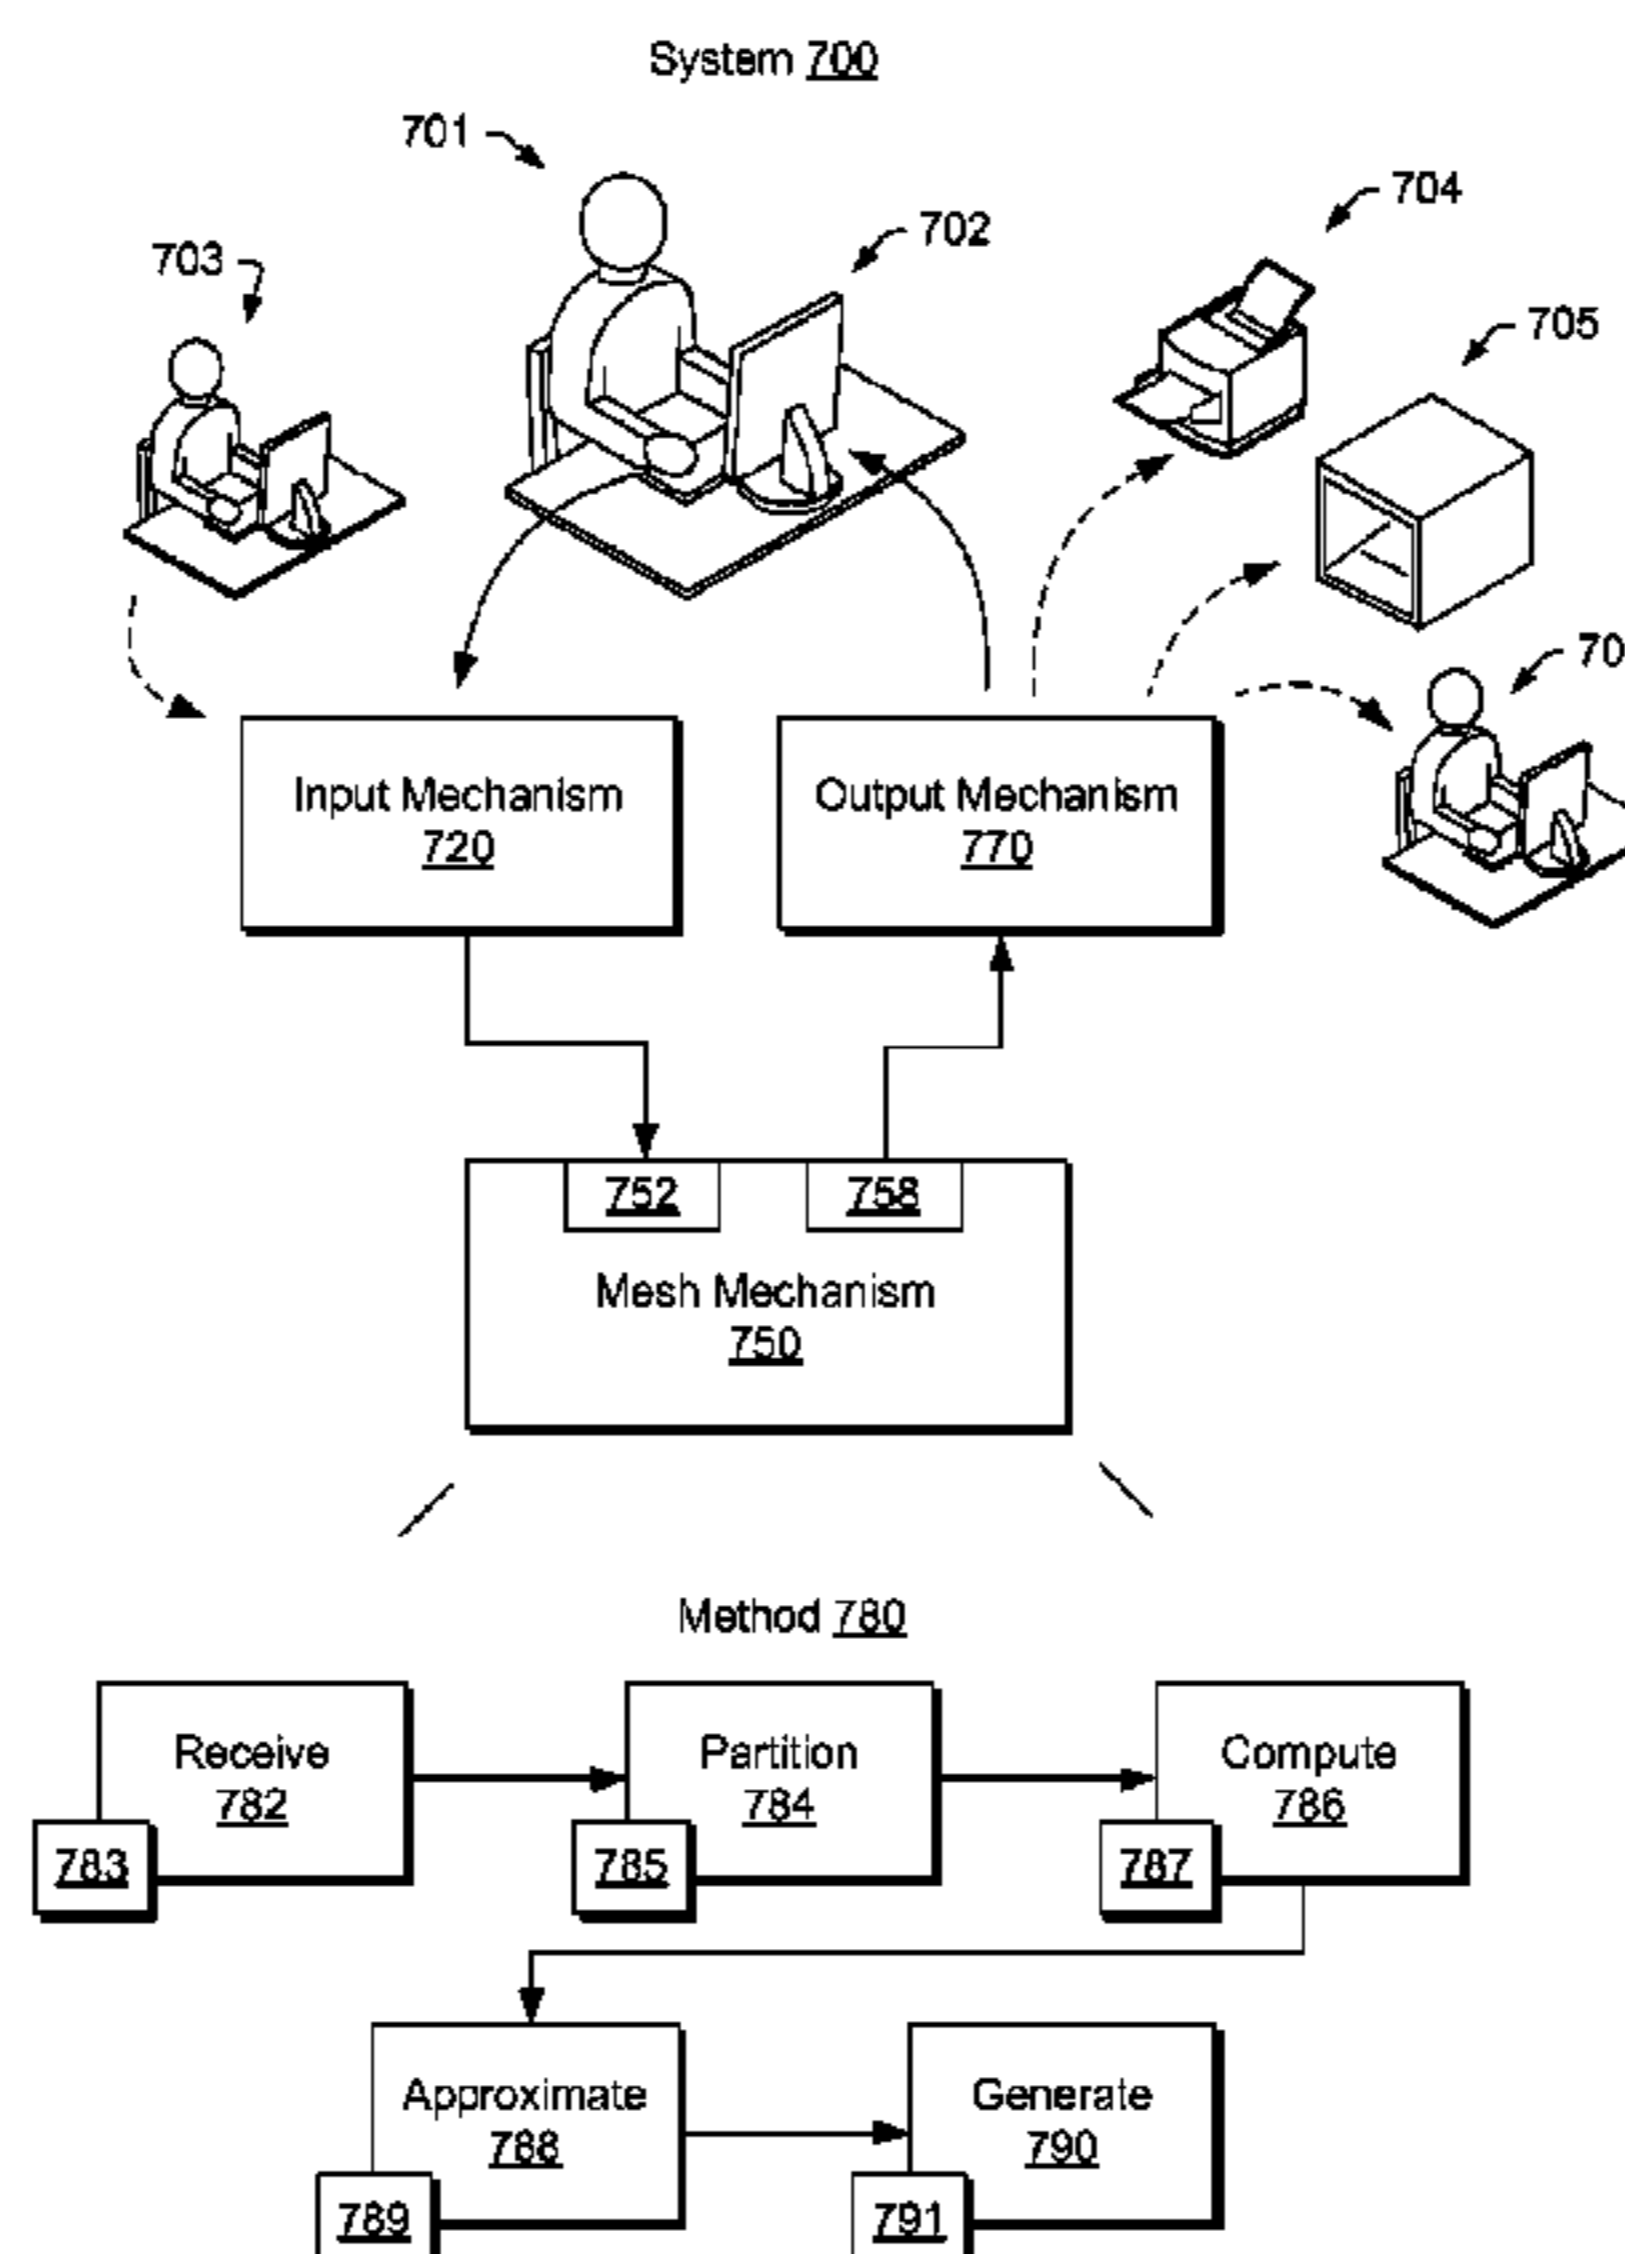 System 700
701
704
702
703
705
70
Input Mechanism
720
Output Mechanism
770
752
758
Mesh Mechanism
750
Method 780
Receive
782
Partition
784
Compute
786
783
785
787
Approximate
788
Generate
790
789
791